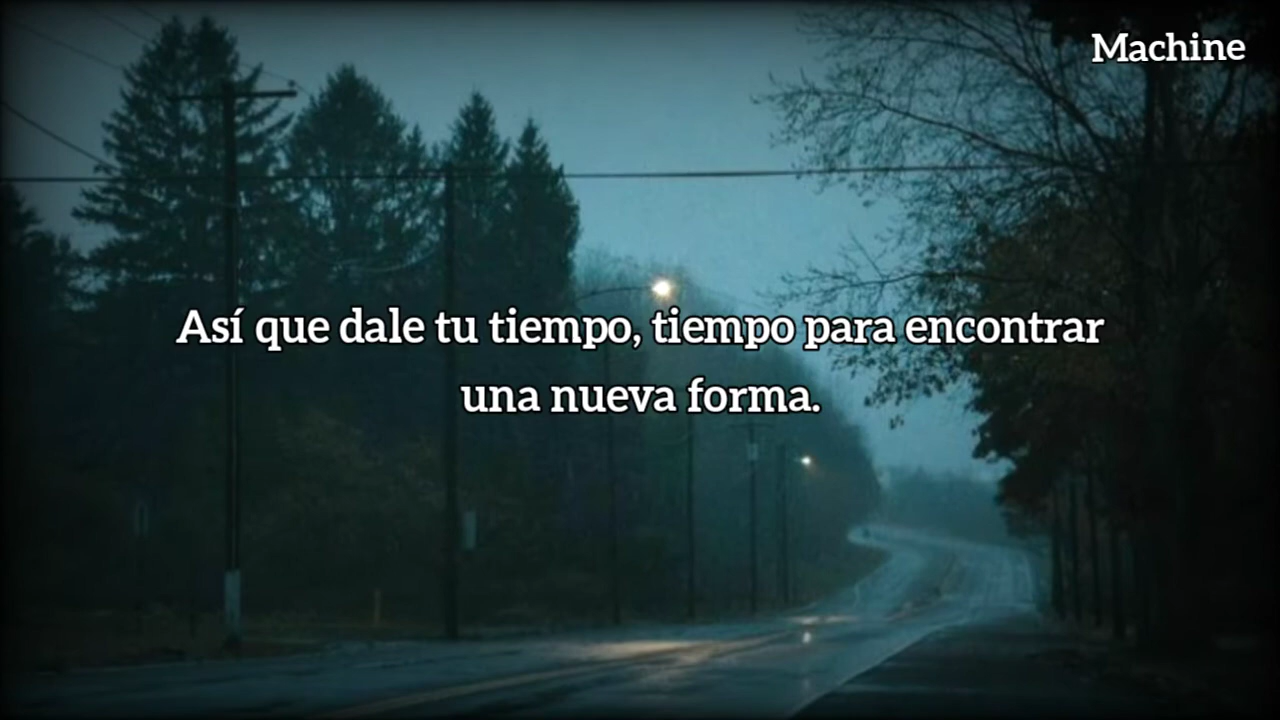 Machine
Así que dale tu tiempo, tiempo para encontrar
una nueva forma.